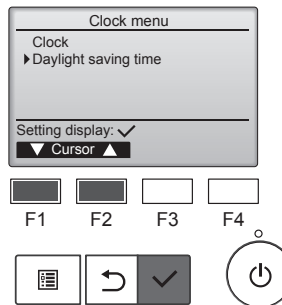 Clock menu
Clock
Daylight saving time
Setting display:
Cursor
F1 F2 F3 F4